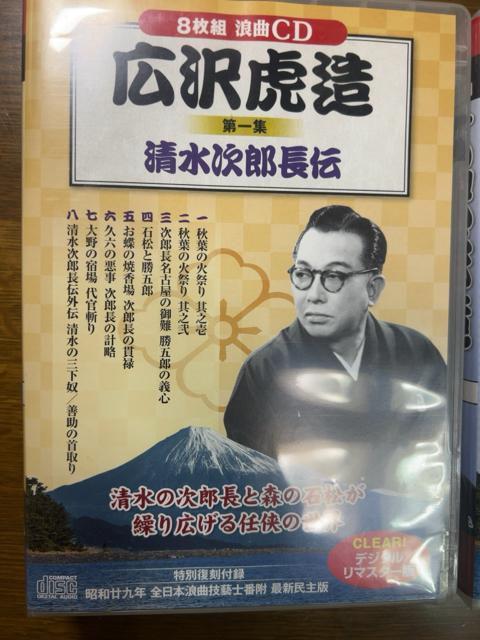 8枚組 浪曲CD
広沢虎造
第一集
清水次郎長伝
一 秋葉の火祭り 其之壱
二 秋葉の火祭り 其之弐
三 次郎長名古屋の御難 勝五郎の義心
四 石松と勝五郎
五 お蝶の焼香場 次郎長の貫禄
六 久六の悪事 次郎長の計略
七 大野の宿場 代官斬り
八 清水次郎長伝外伝 清水の三下奴/善助の首取り
清水の次郎長と森の石松が
繰り広げる任侠の世界
CLEAR!
デジタル
リマスター
COMPACT
disc
DIGITAL AUDIO
特別復刻付録
昭和廿九年 全日本浪曲技藝士番附 最新民主版